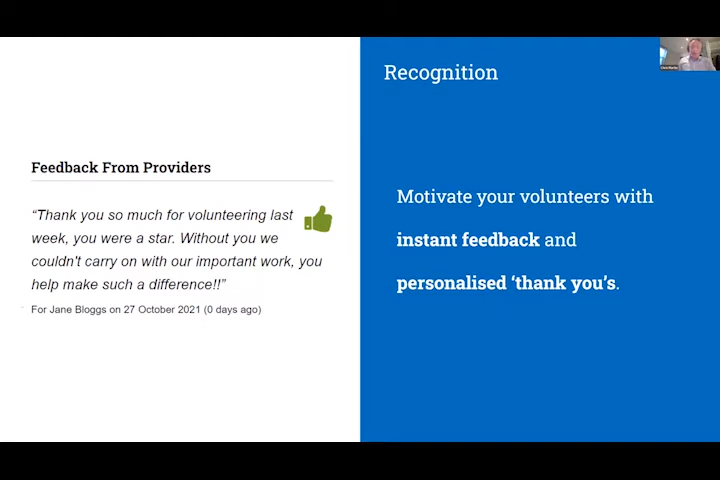 Feedback From Providers
“Thank you so much for volunteering last
week, you were a star. Without you we
couldn't carry on with our important work, you
help make such a difference!!”
For Jane Bloggs on 27 October 2021 (0 days ago)
Recognition
Motivate your volunteers with
instant feedback and
personalised ‘thank you’s.